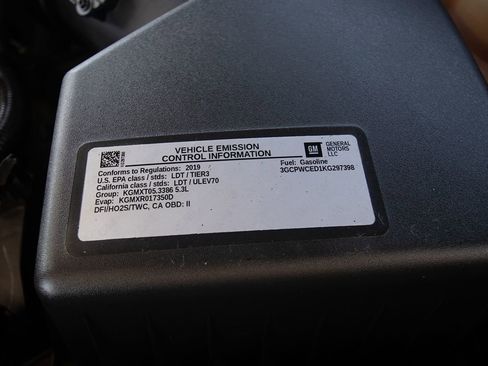 VEHICLE EMISSION
CONTROL INFORMATION
GM
GENERAL
MOTORS
LLC
Conforms to Regulations: 2019
Fuel: Gasoline
U.S. EPA class / stds: LDT / TIER3
3GCPWCED1KG297398
California class / stds: LDT / ULEV70
Group: KGMXT05.3386 5.3L
Evap: KGMXR017350D
DFI/HO2S/TWC, CA OBD: II